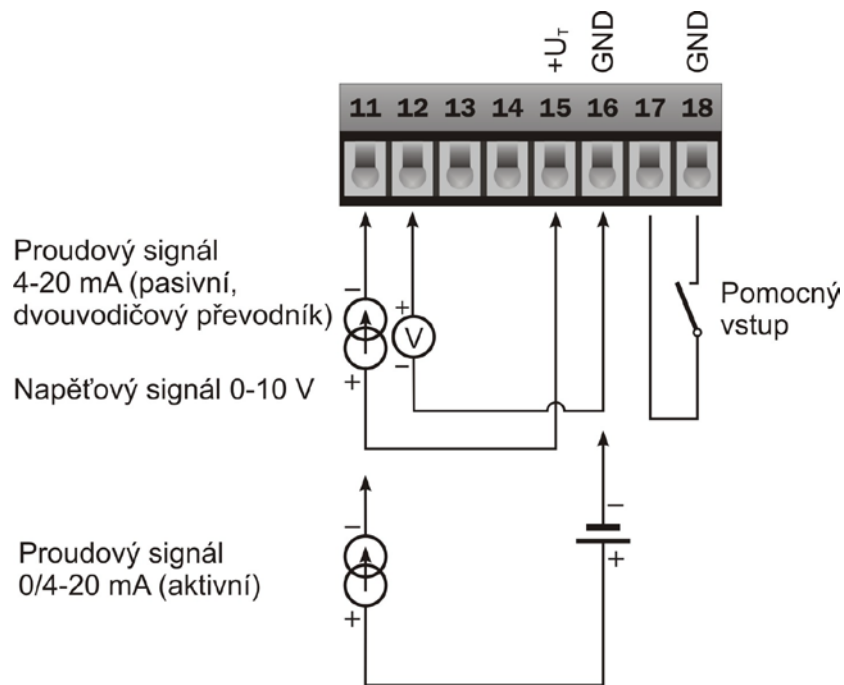 +U_T GND GND
11 12 13 14 15 16 17 18
Proudový signál
4-20 mA (pasivní,
dvouvodičový převodník)
Napěťový signál 0-10 V
−
+
+
V
−
Pomocný
vstup
Proudový signál
0/4-20 mA (aktivní)
−
+
−
+